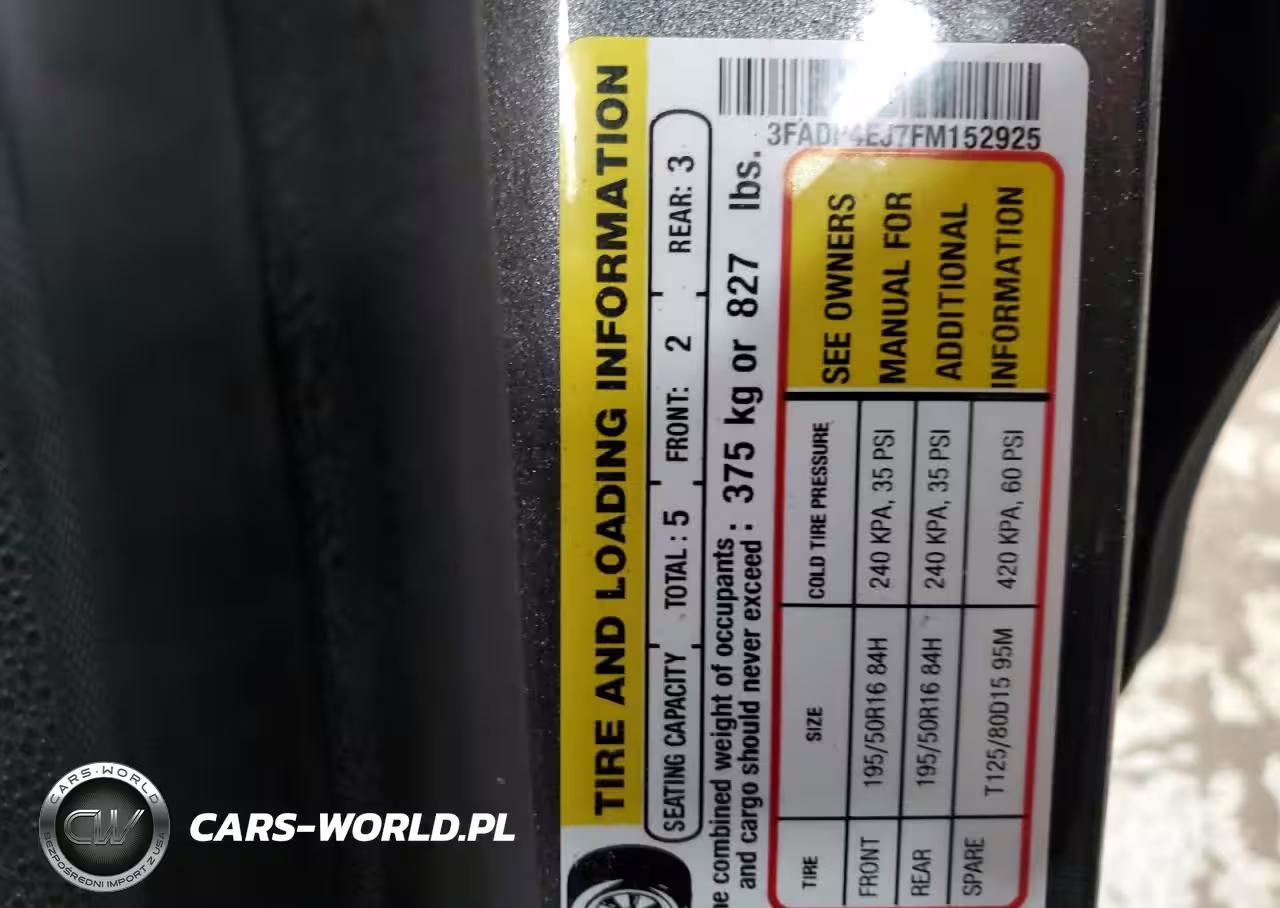 TIRE AND LOADING INFORMATION
SEATING CAPACITY TOTAL : 5 FRONT: 2 REAR: 3
combined weight of occupants
and cargo should never exceed : 375 kg or 827 lbs.
3FADP4EJ7FM152925
TIRE SIZE COLD TIRE PRESSURE
FRONT 195/50R16 84H 240 KPA, 35 PSI
REAR 195/50R16 84H 240 KPA, 35 PSI
SPARE T125/80D15 95M 420 KPA, 60 PSI
SEE OWNERS
MANUAL FOR
ADDITIONAL
INFORMATION
CARS-WORLD
CW
BEZPOŚREDNI IMPORT Z USA
CARS-WORLD.PL